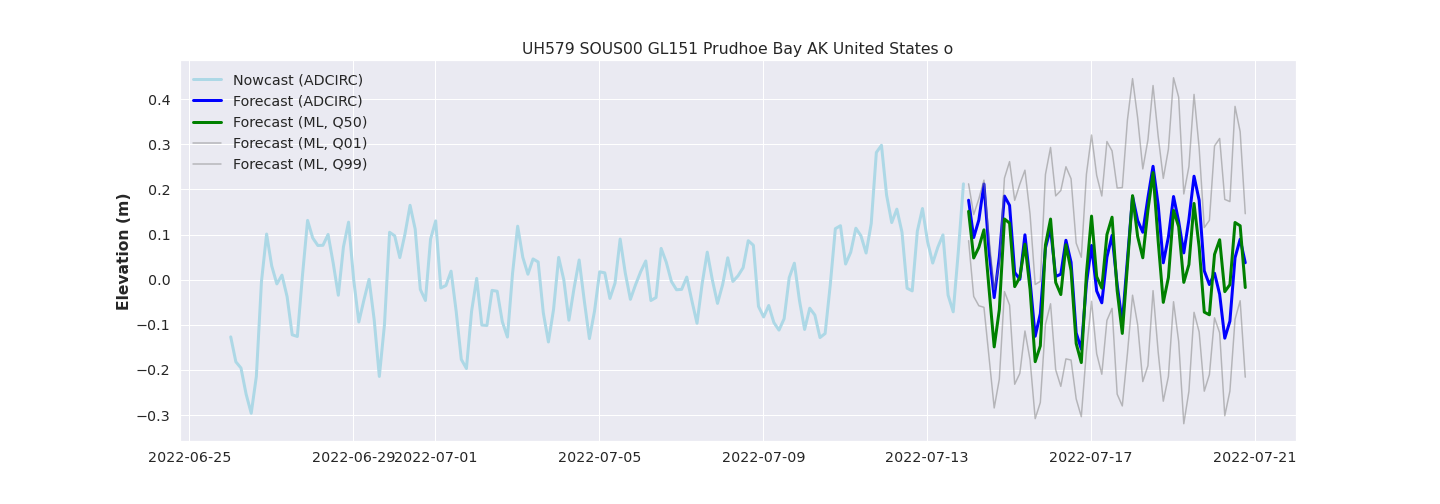 UH579 SOUS00 GL151 Prudhoe Bay AK United States o
Nowcast (ADCIRC)
Forecast (ADCIRC)
Forecast (ML, Q50)
Forecast (ML, Q01)
Forecast (ML, Q99)
Elevation (m)
0.4
0.3
0.2
0.1
0.0
−0.1
−0.2
−0.3
2022-06-25 2022-06-29 2022-07-01 2022-07-05 2022-07-09 2022-07-13 2022-07-17 2022-07-21